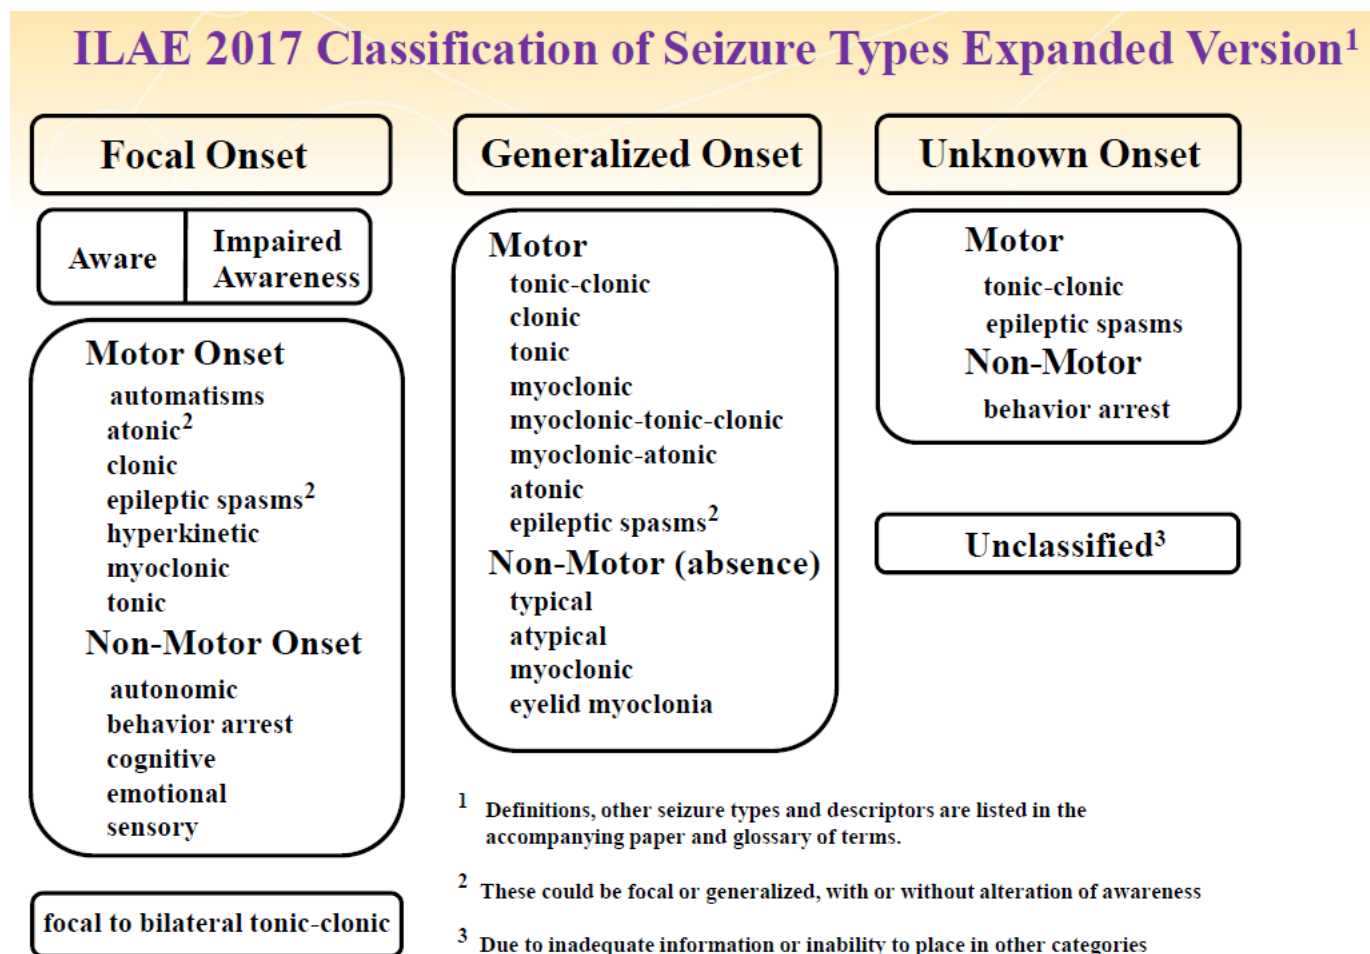 ILAE 2017 Classification of Seizure Types Expanded Version¹
Focal Onset
Aware
Impaired
Awareness
Motor Onset
automatisms
atonic²
clonic
epileptic spasms²
hyperkinetic
myoclonic
tonic
Non-Motor Onset
autonomic
behavior arrest
cognitive
emotional
sensory
focal to bilateral tonic-clonic
Generalized Onset
Motor
tonic-clonic
clonic
tonic
myoclonic
myoclonic-tonic-clonic
myoclonic-atonic
atonic
epileptic spasms²
Non-Motor (absence)
typical
atypical
myoclonic
eyelid myoclonia
Unknown Onset
Motor
tonic-clonic
epileptic spasms
Non-Motor
behavior arrest
Unclassified³
¹ Definitions, other seizure types and descriptors are listed in the
accompanying paper and glossary of terms.
² These could be focal or generalized, with or without alteration of awareness
³ Due to inadequate information or inability to place in other categories